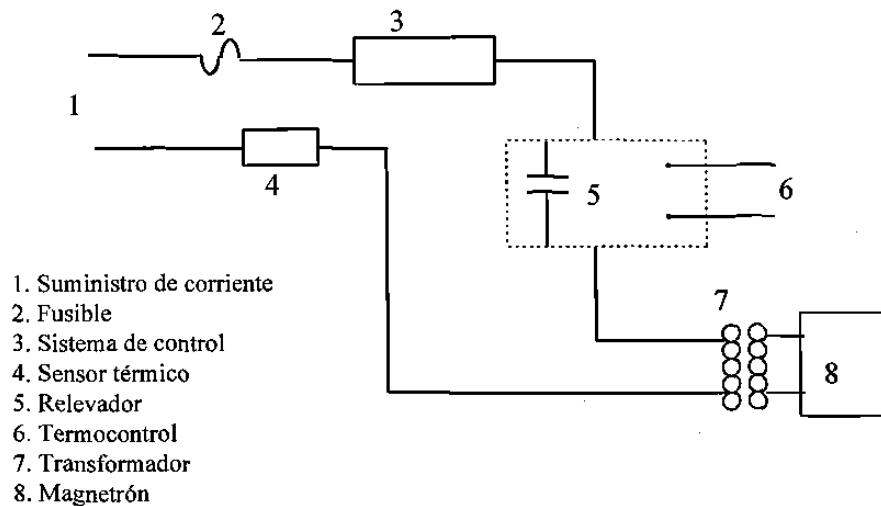 2
3
1
4
5
6
7
8
1. Suministro de corriente
2. Fusible
3. Sistema de control
4. Sensor térmico
5. Relevador
6. Termocontrol
7. Transformador
8. Magnetrón